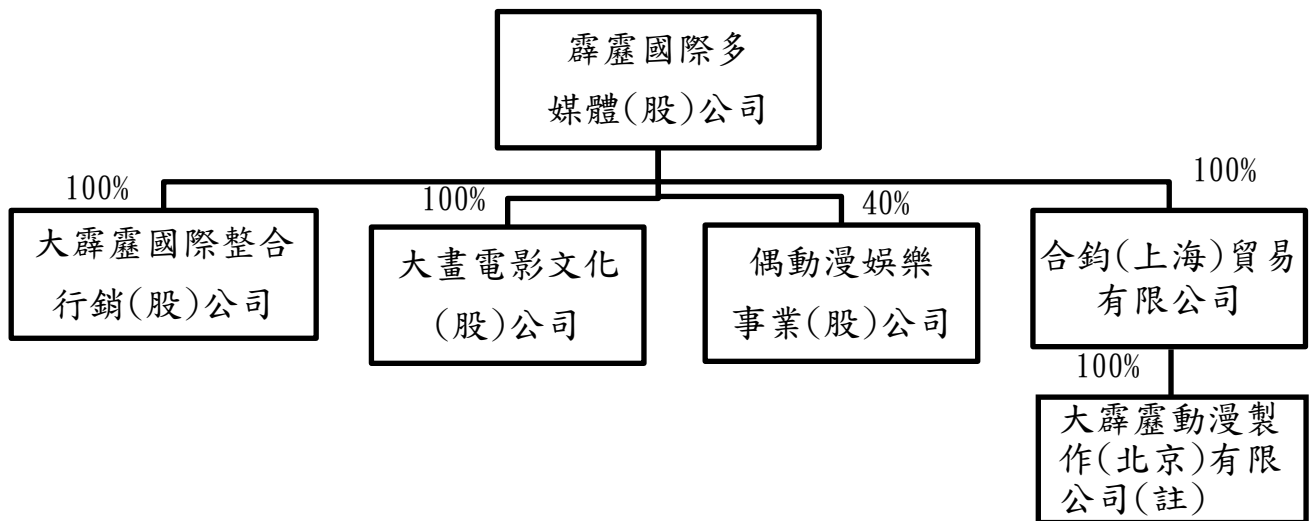 霹靂國際多
媒體(股)公司
100%
100%
40%
100%
大霹靂國際整合
行銷(股)公司
大畫電影文化
(股)公司
偶動漫娛樂
事業(股)公司
合鈞(上海)貿易
有限公司
100%
大霹靂動漫製
作(北京)有限
公司(註)